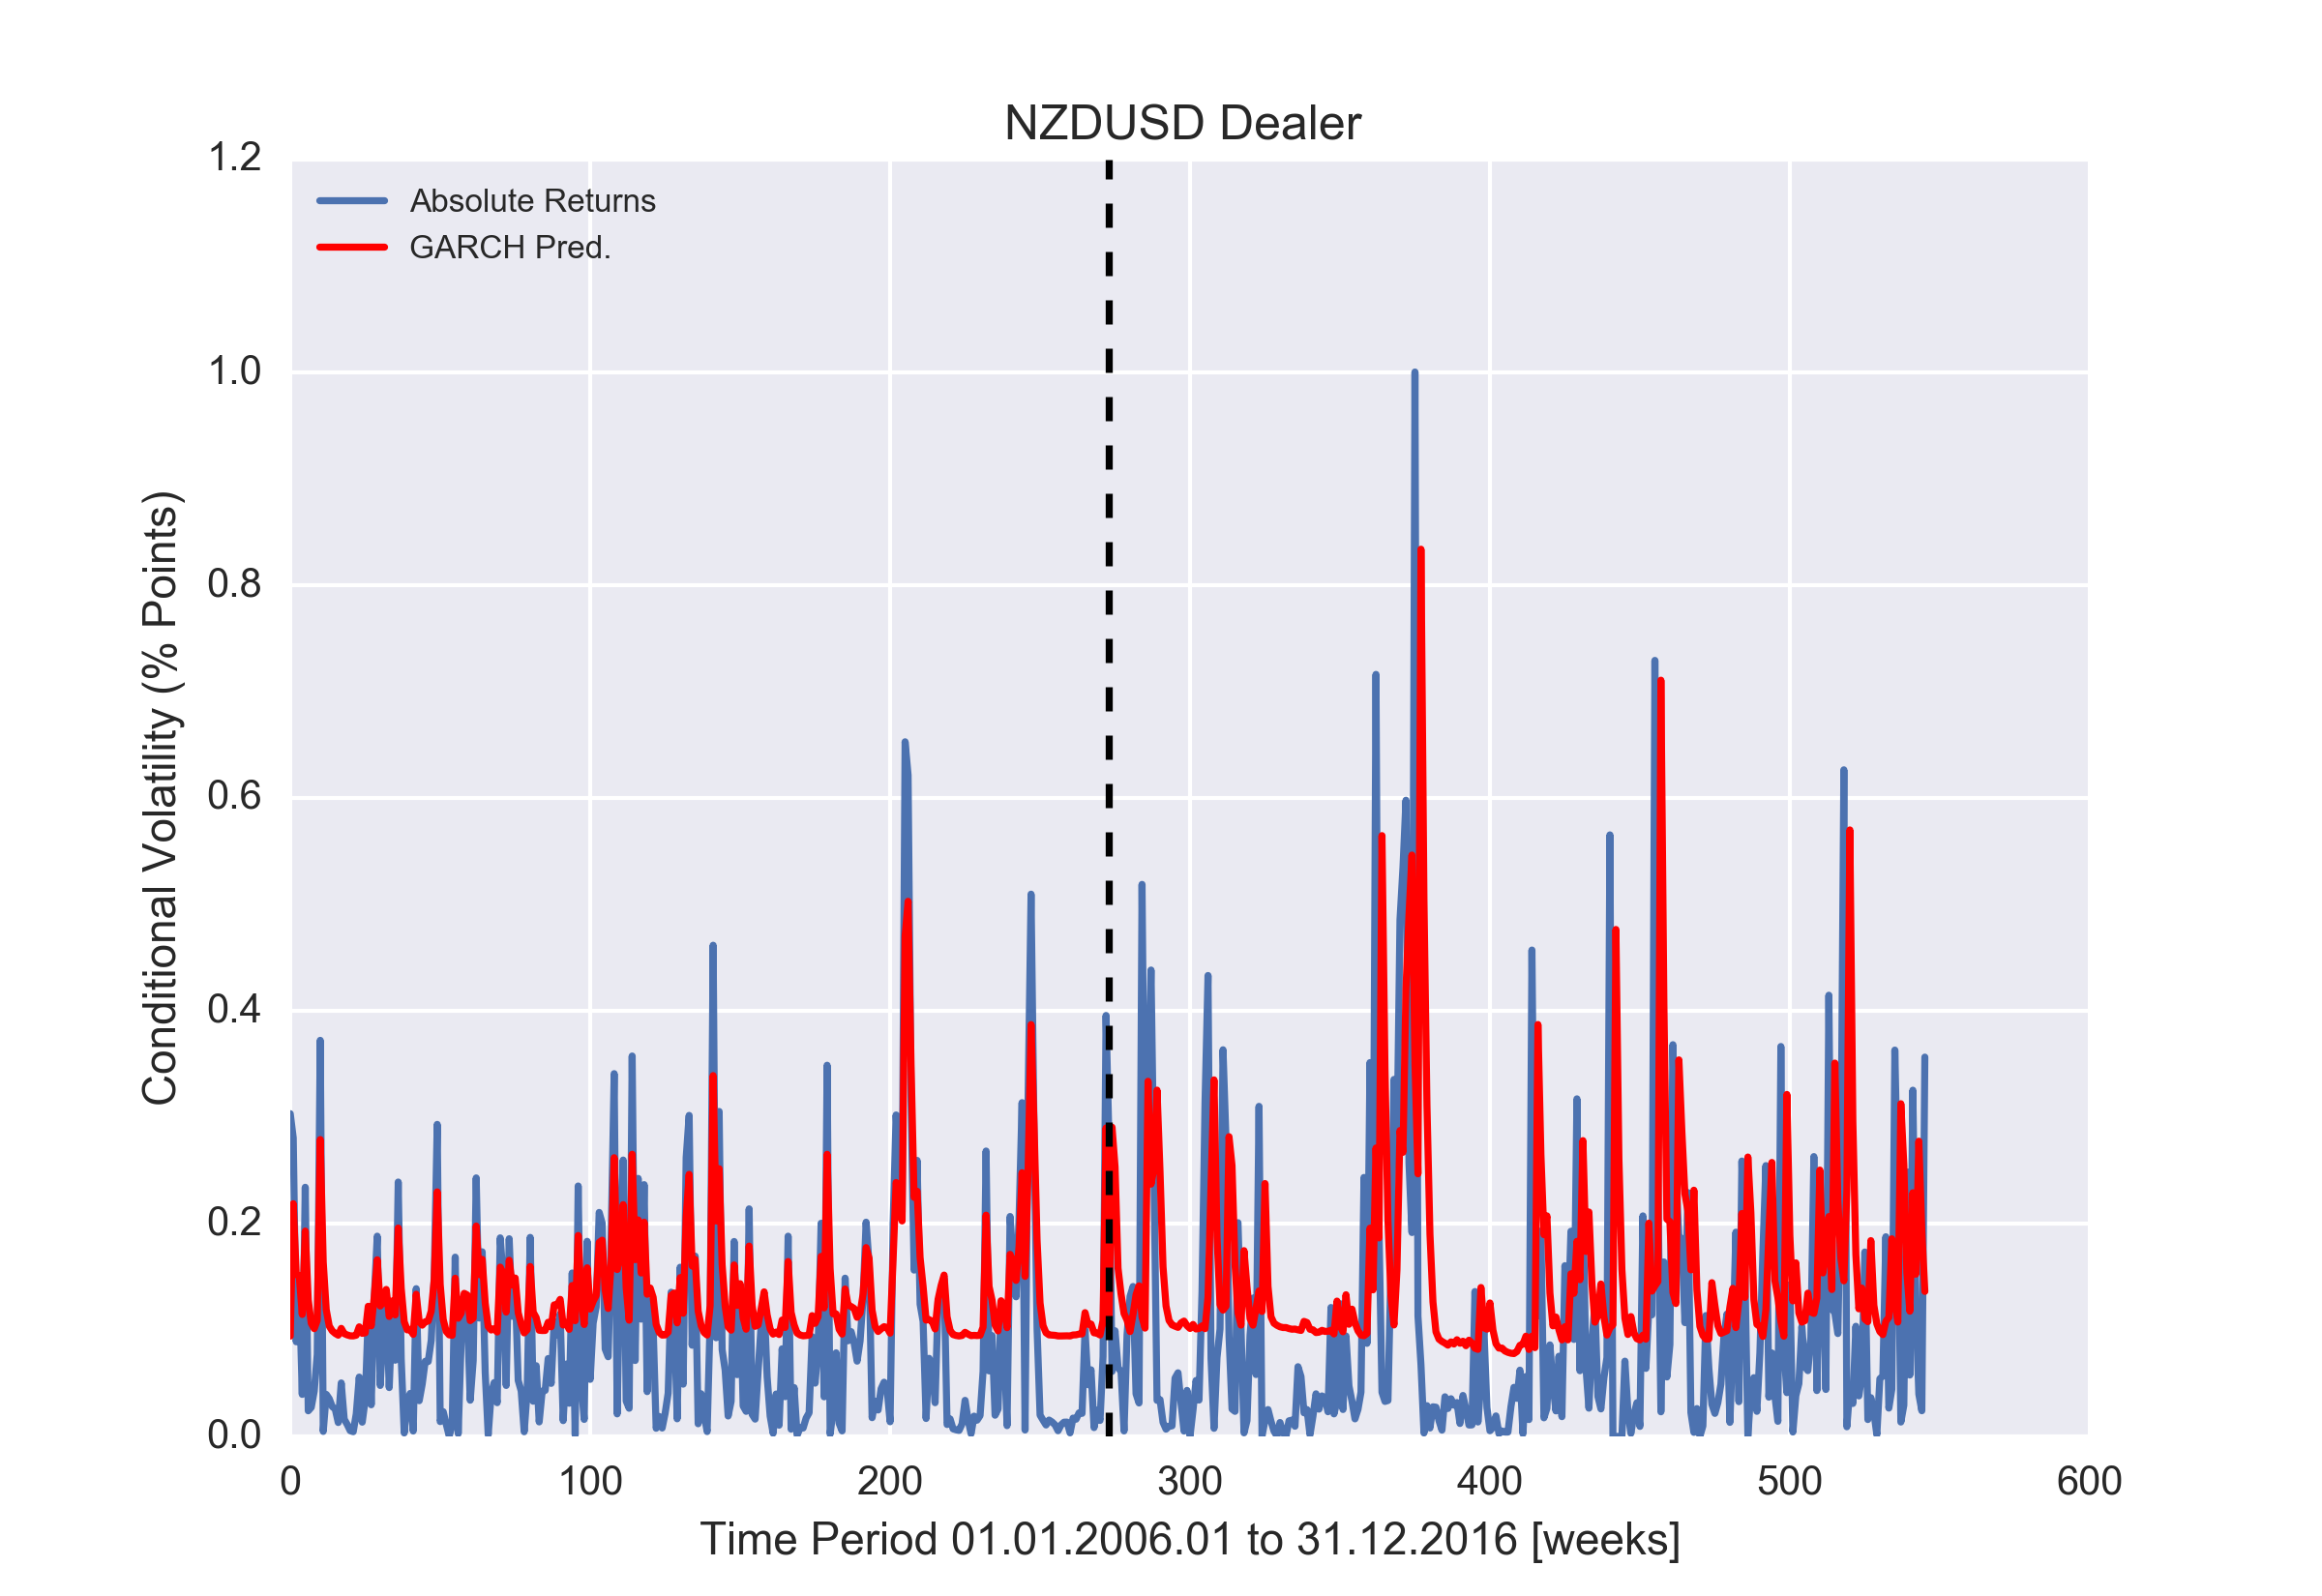 NZDUSD Dealer
Absolute Returns
GARCH Pred.
Conditional Volatility (% Points)
1.2
1.0
0.8
0.6
0.4
0.2
0.0
0 100 200 300 400 500 600
Time Period 01.01.2006.01 to 31.12.2016 [weeks]